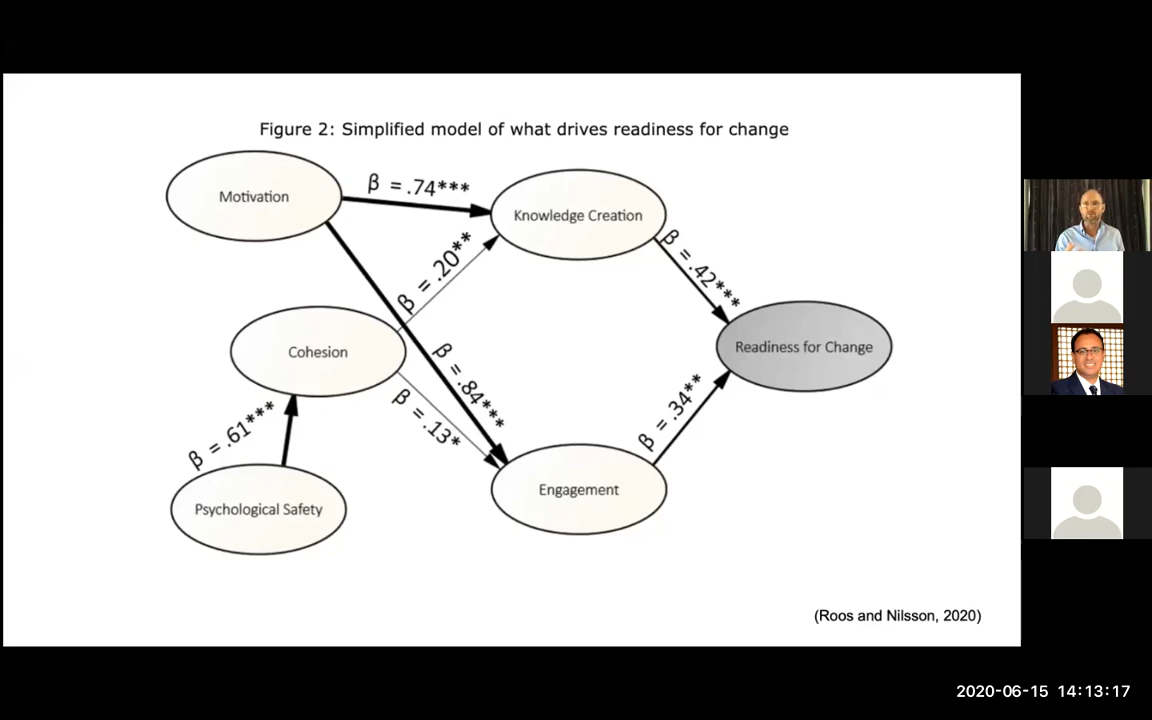 Figure 2: Simplified model of what drives readiness for change
Motivation
β = .74***
Knowledge Creation
β = .20**
β = .42***
Cohesion
β = .84***
Readiness for Change
β = .13*
β = .34**
β = .61***
Engagement
Psychological Safety
(Roos and Nilsson, 2020)
2020-06-15 14:13:17